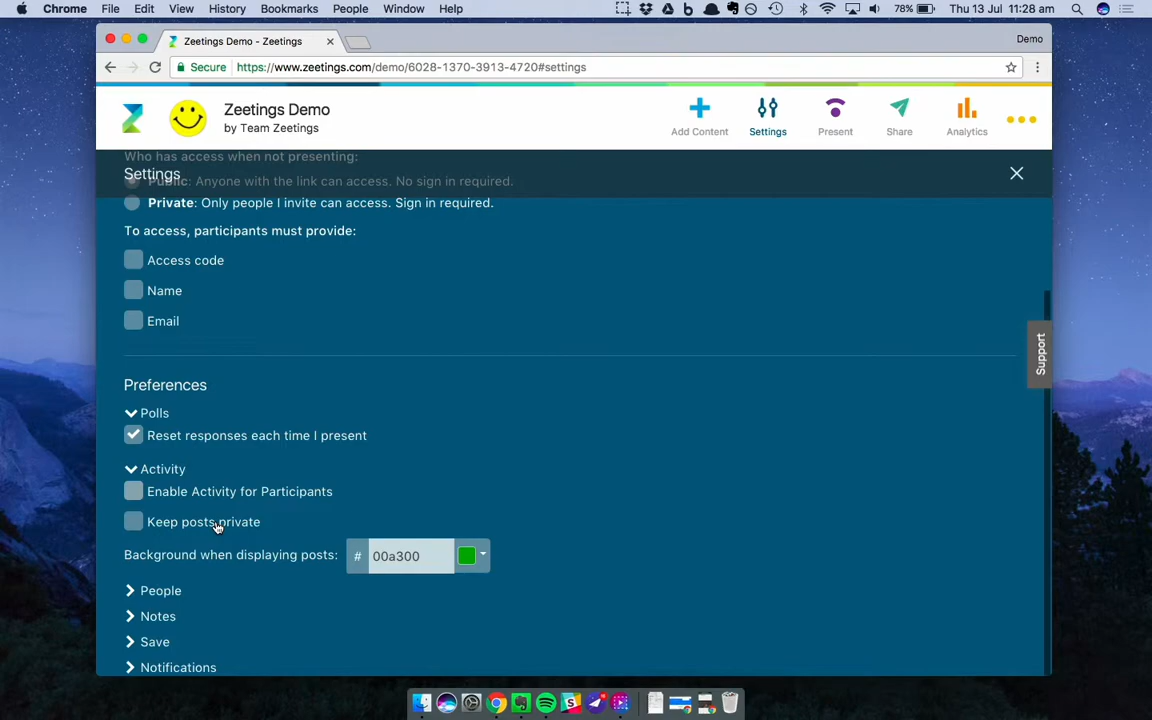 Chrome File Edit View History Bookmarks People Window Help 78% Thu 13 Jul 11:28 am
Zeetings Demo - Zeetings Demo
Secure https://www.zeetings.com/demo/6028-1370-3913-4720#settings
Zeetings Demo
by Team Zeetings
Add Content Settings Present Share Analytics
Who has access when not presenting:
Settings
Public: Anyone with the link can access. No sign in required.
Private: Only people I invite can access. Sign in required.
To access, participants must provide:
Access code
Name
Email
Support
Preferences
Polls
Reset responses each time I present
Activity
Enable Activity for Participants
Keep posts private
Background when displaying posts: # 00a300
People
Notes
Save
Notifications